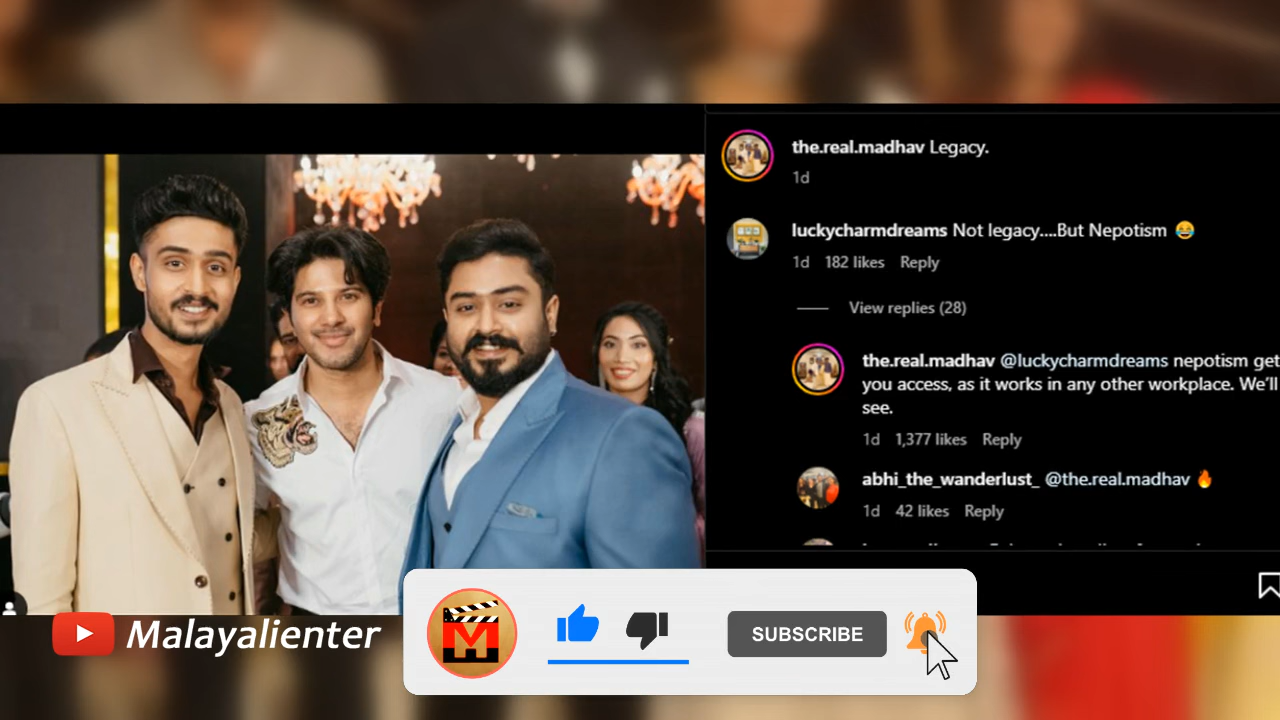 the.real.madhav Legacy.
1d
luckycharmdreams Not legacy....But Nepotism 😂
1d 182 likes Reply
View replies (28)
the.real.madhav @luckycharmdreams nepotism get
you access, as it works in any other workplace. We'll
see.
1d 1,377 likes Reply
abhi_the_wanderlust_ @the.real.madhav 🔥
1d 42 likes Reply
Malayalienter
M
SUBSCRIBE